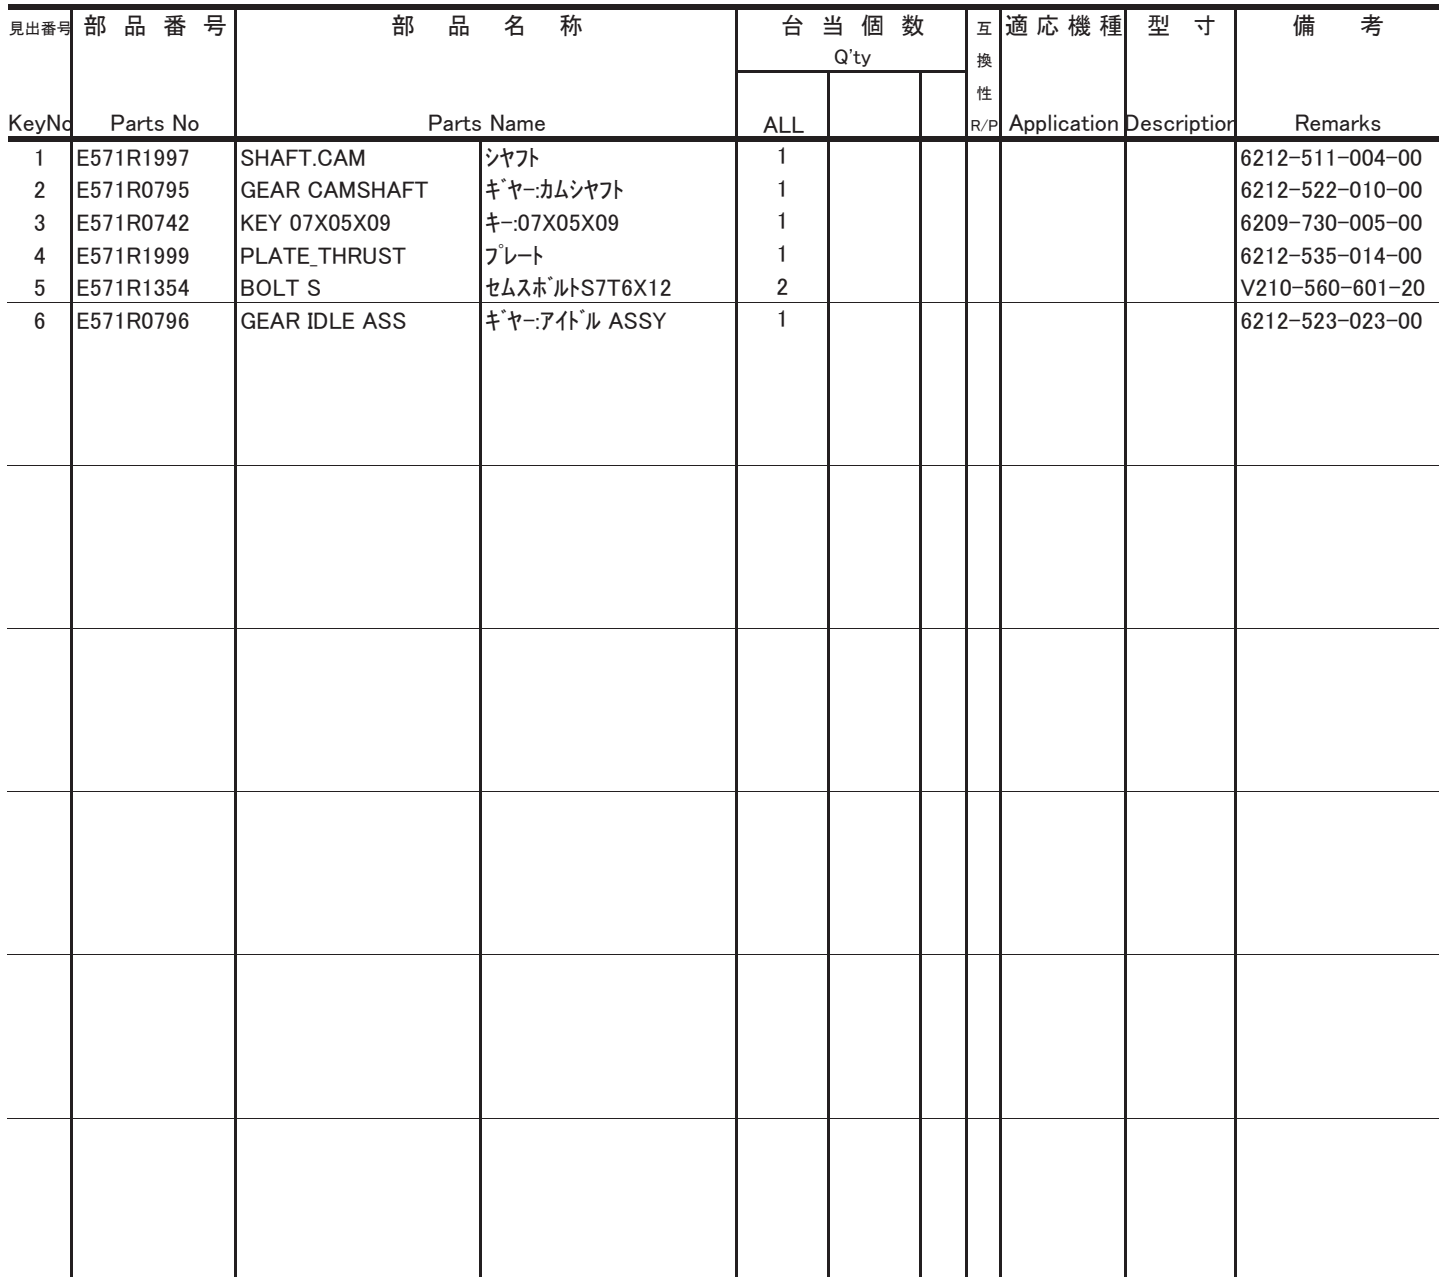 見出番号 部品番号 部品名称 台当個数 互換性 適応機種 型寸 備考
Q'ty
KeyNo Parts No Parts Name ALL R/P Application Description Remarks
1 E571R1997 SHAFT.CAM ｼﾔﾌﾄ 1 6212-511-004-00
2 E571R0795 GEAR CAMSHAFT ｷﾞﾔｰ:ｶﾑｼﾔﾌﾄ 1 6212-522-010-00
3 E571R0742 KEY 07X05X09 ｷｰ:07X05X09 1 6209-730-005-00
4 E571R1999 PLATE_THRUST ﾌﾟﾚｰﾄ 1 6212-535-014-00
5 E571R1354 BOLT S ｾﾑｽﾎﾞﾙﾄS7T6X12 2 V210-560-601-20
6 E571R0796 GEAR IDLE ASS ｷﾞﾔｰ:ｱｲﾄﾞﾙ ASSY 1 6212-523-023-00